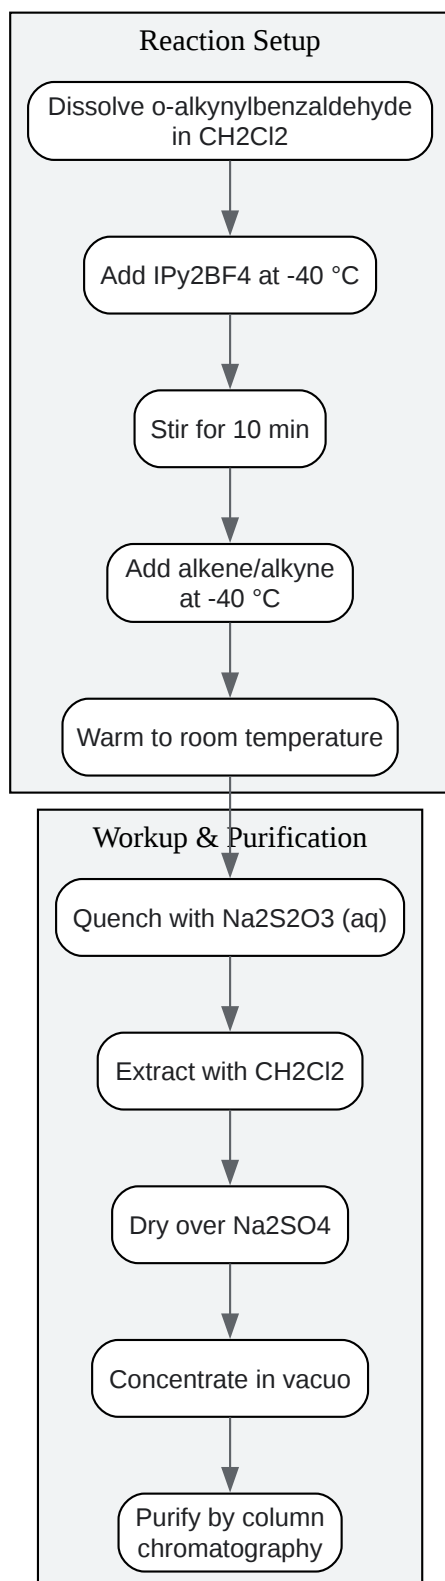 Reaction Setup
Dissolve o-alkynylbenzaldehyde
in CH2Cl2
Add IPy2BF4 at -40 °C
Stir for 10 min
Add alkene/alkyne
at -40 °C
Warm to room temperature
Workup & Purification
Quench with Na2S2O3 (aq)
Extract with CH2Cl2
Dry over Na2SO4
Concentrate in vacuo
Purify by column
chromatography